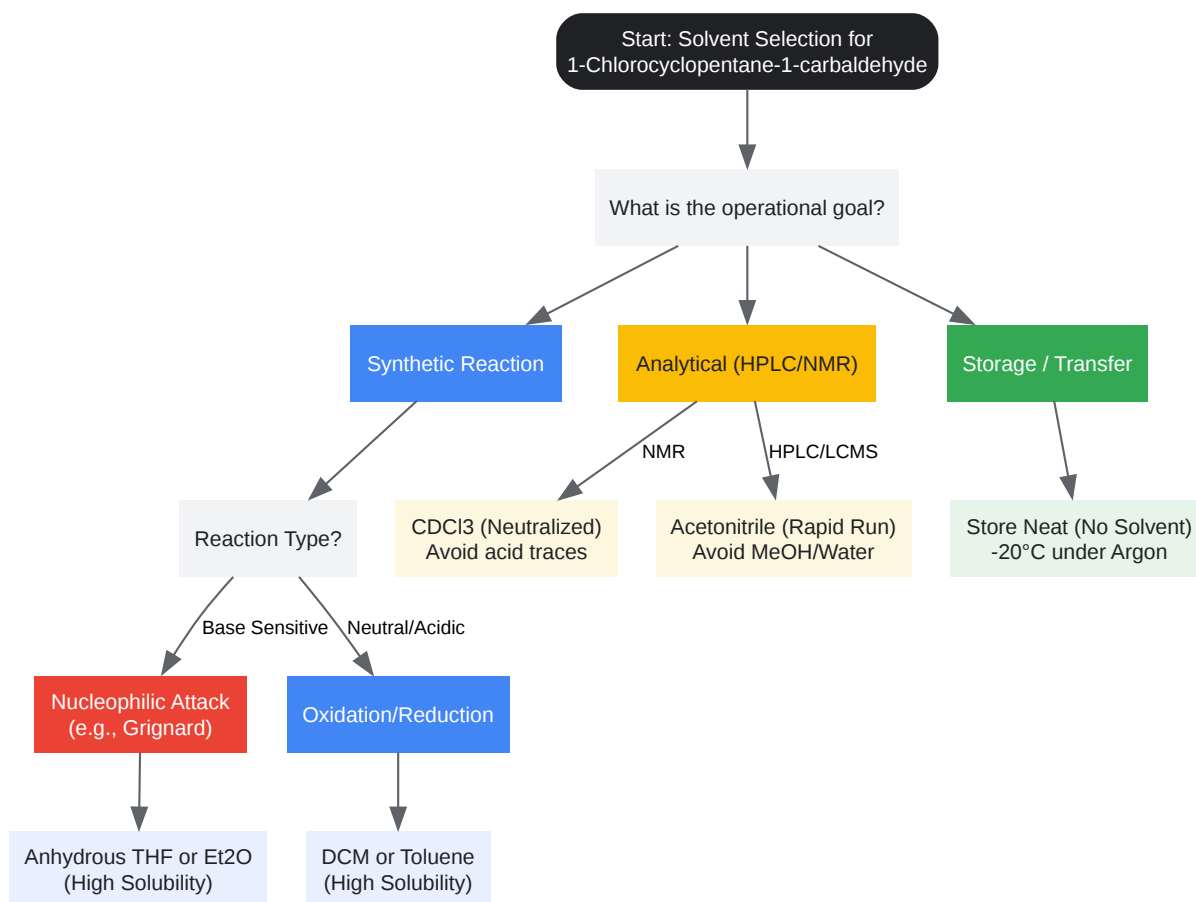 Start: Solvent Selection for
1-Chlorocyclopentane-1-carbaldehyde
What is the operational goal?
Synthetic Reaction
Analytical (HPLC/NMR)
Storage / Transfer
NMR
HPLC/LCMS
Reaction Type?
CDCl3 (Neutralized)
Avoid acid traces
Acetonitrile (Rapid Run)
Avoid MeOH/Water
Store Neat (No Solvent)
-20°C under Argon
Base Sensitive
Neutral/Acidic
Nucleophilic Attack
(e.g., Grignard)
Oxidation/Reduction
Anhydrous THF or Et2O
(High Solubility)
DCM or Toluene
(High Solubility)